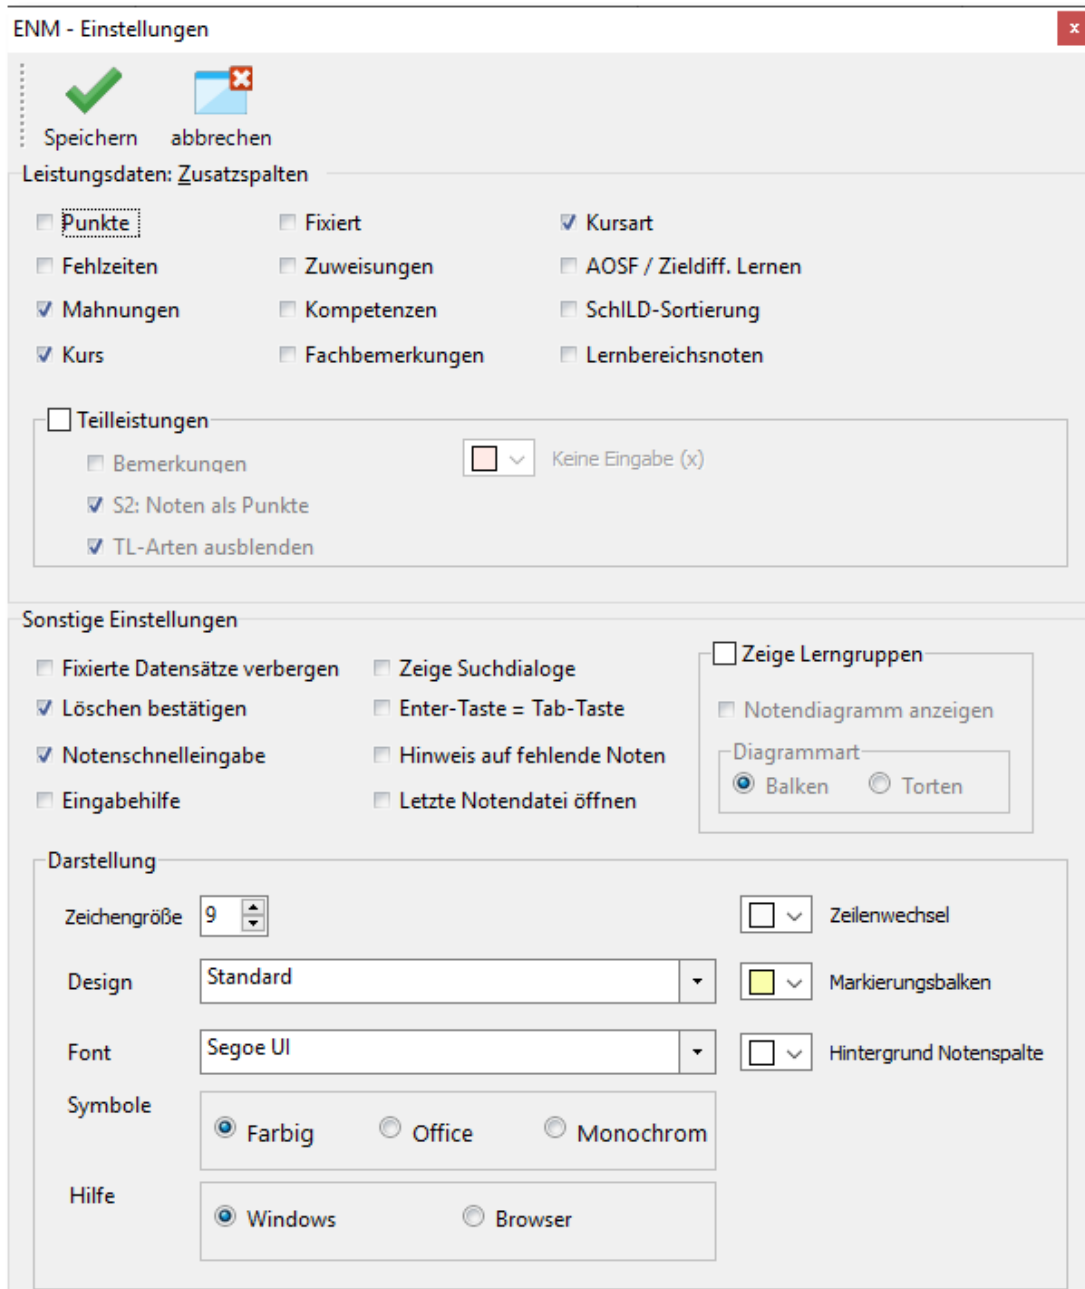 ENM - Einstellungen
x
Speichern abbrechen
Leistungsdaten: Zusatzspalten
Punkte Fixiert Kursart
Fehlzeiten Zuweisungen AOSF / Zieldiff. Lernen
Mahnungen Kompetenzen SchILD-Sortierung
Kurs Fachbemerkungen Lernbereichsnoten
Teilleistungen
Bemerkungen Keine Eingabe (x)
S2: Noten als Punkte
TL-Arten ausblenden
Sonstige Einstellungen
Fixierte Datensätze verbergen Zeige Suchdialoge Zeige Lerngruppen
Löschen bestätigen Enter-Taste = Tab-Taste Notendiagramm anzeigen
Notenschnelleingabe Hinweis auf fehlende Noten Diagrammart
Eingabehilfe Letzte Notendatei öffnen Balken Torten
Darstellung
Zeichengröße 9 Zeilenwechsel
Design Standard Markierungsbalken
Font Segoe UI Hintergrund Notenspalte
Symbole
Farbig Office Monochrom
Hilfe
Windows Browser